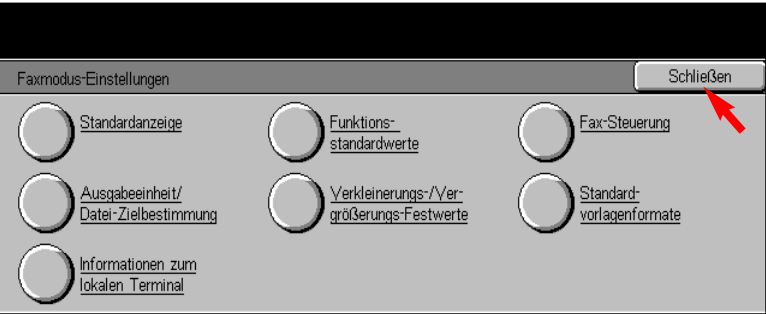 Faxmodus-Einstellungen
Schließen
Standardanzeige
Funktions-
standardwerte
Fax-Steuerung
Ausgabeeinheit/
Datei-Zielbestimmung
Verkleinerungs-/Ver-
größerungs-Festwerte
Standard-
vorlagenformate
Informationen zum
lokalen Terminal